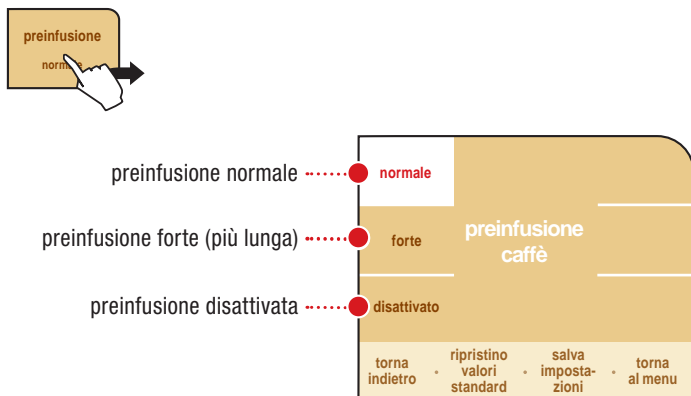 preinfusione
normale
preinfusione normale
normale
preinfusione forte (più lunga)
forte
preinfusione
caffè
preinfusione disattivata
disattivato
torna
indietro
ripristino
valori
standard
salva
imposta-
zioni
torna
al menu